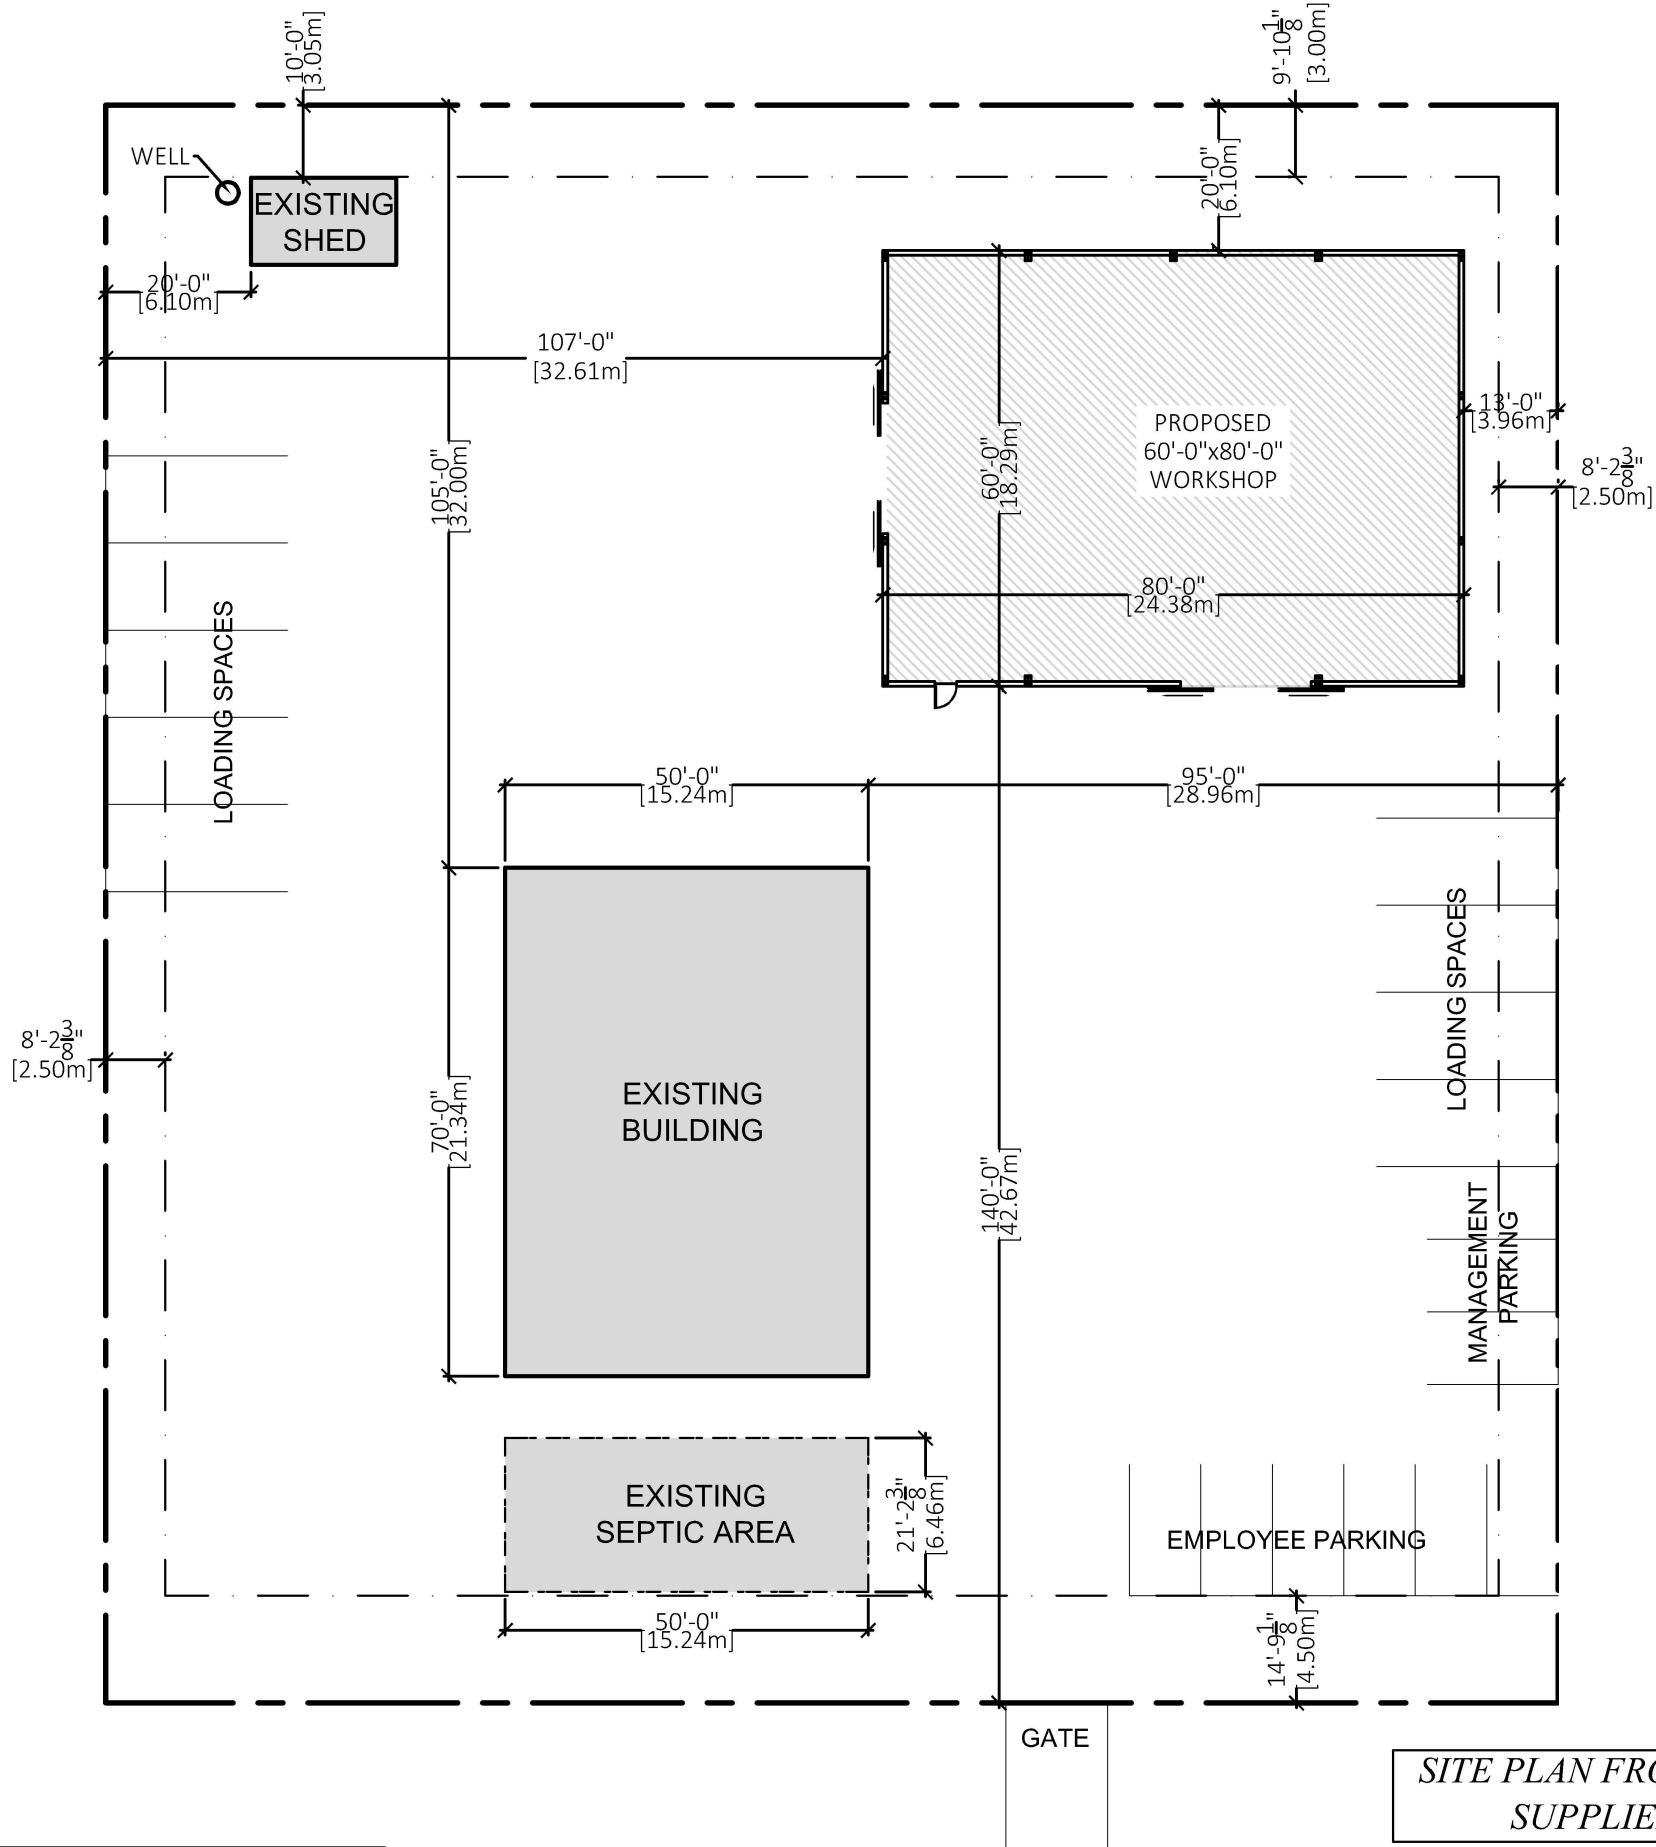 10'-0"
[3.05m]
9'-10 1/8"
[3.00m]
WELL
EXISTING
SHED
20'-0"
[6.10m]
20'-0"
[6.10m]
107'-0"
[32.61m]
PROPOSED
60'-0"x80'-0"
WORKSHOP
13'-0"
[3.96m]
8'-2 3/8"
[2.50m]
105'-0"
[32.00m]
60'-0"
[18.29m]
80'-0"
[24.38m]
LOADING SPACES
50'-0"
[15.24m]
95'-0"
[28.96m]
LOADING SPACES
8'-2 3/8"
[2.50m]
70'-0"
[21.34m]
EXISTING
BUILDING
140'-0"
[42.67m]
MANAGEMENT
PARKING
EXISTING
SEPTIC AREA
21'-2 3/8"
[6.46m]
EMPLOYEE PARKING
50'-0"
[15.24m]
14'-9 1/8"
[4.50m]
GATE
SITE PLAN